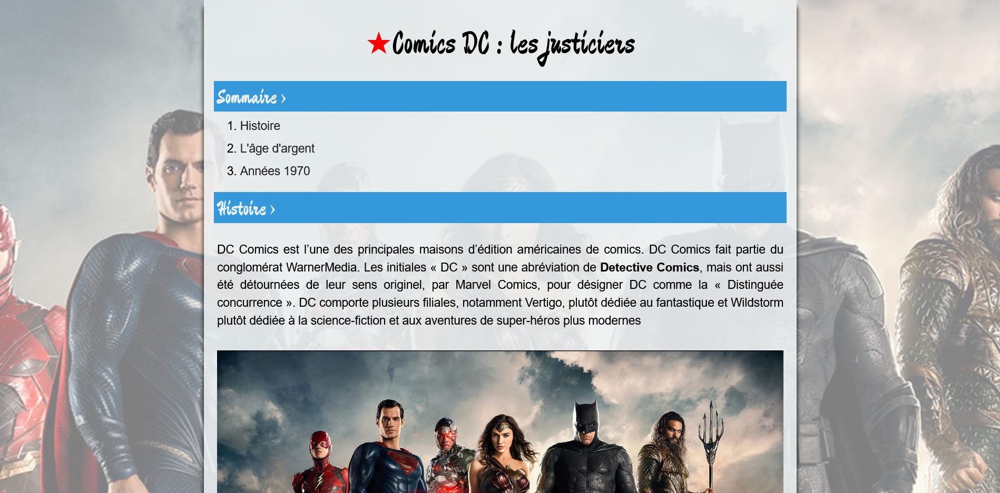 ★Comics DC : les justiciers
Sommaire ›
1. Histoire
2. L'âge d'argent
3. Années 1970
Histoire ›
DC Comics est l’une des principales maisons d’édition américaines de comics. DC Comics fait partie du
conglomérat WarnerMedia. Les initiales « DC » sont une abréviation de Detective Comics, mais ont aussi
été détournées de leur sens originel, par Marvel Comics, pour désigner DC comme la « Distinguée
concurrence ». DC comporte plusieurs filiales, notamment Vertigo, plutôt dédiée au fantastique et Wildstorm
plutôt dédiée à la science-fiction et aux aventures de super-héros plus modernes